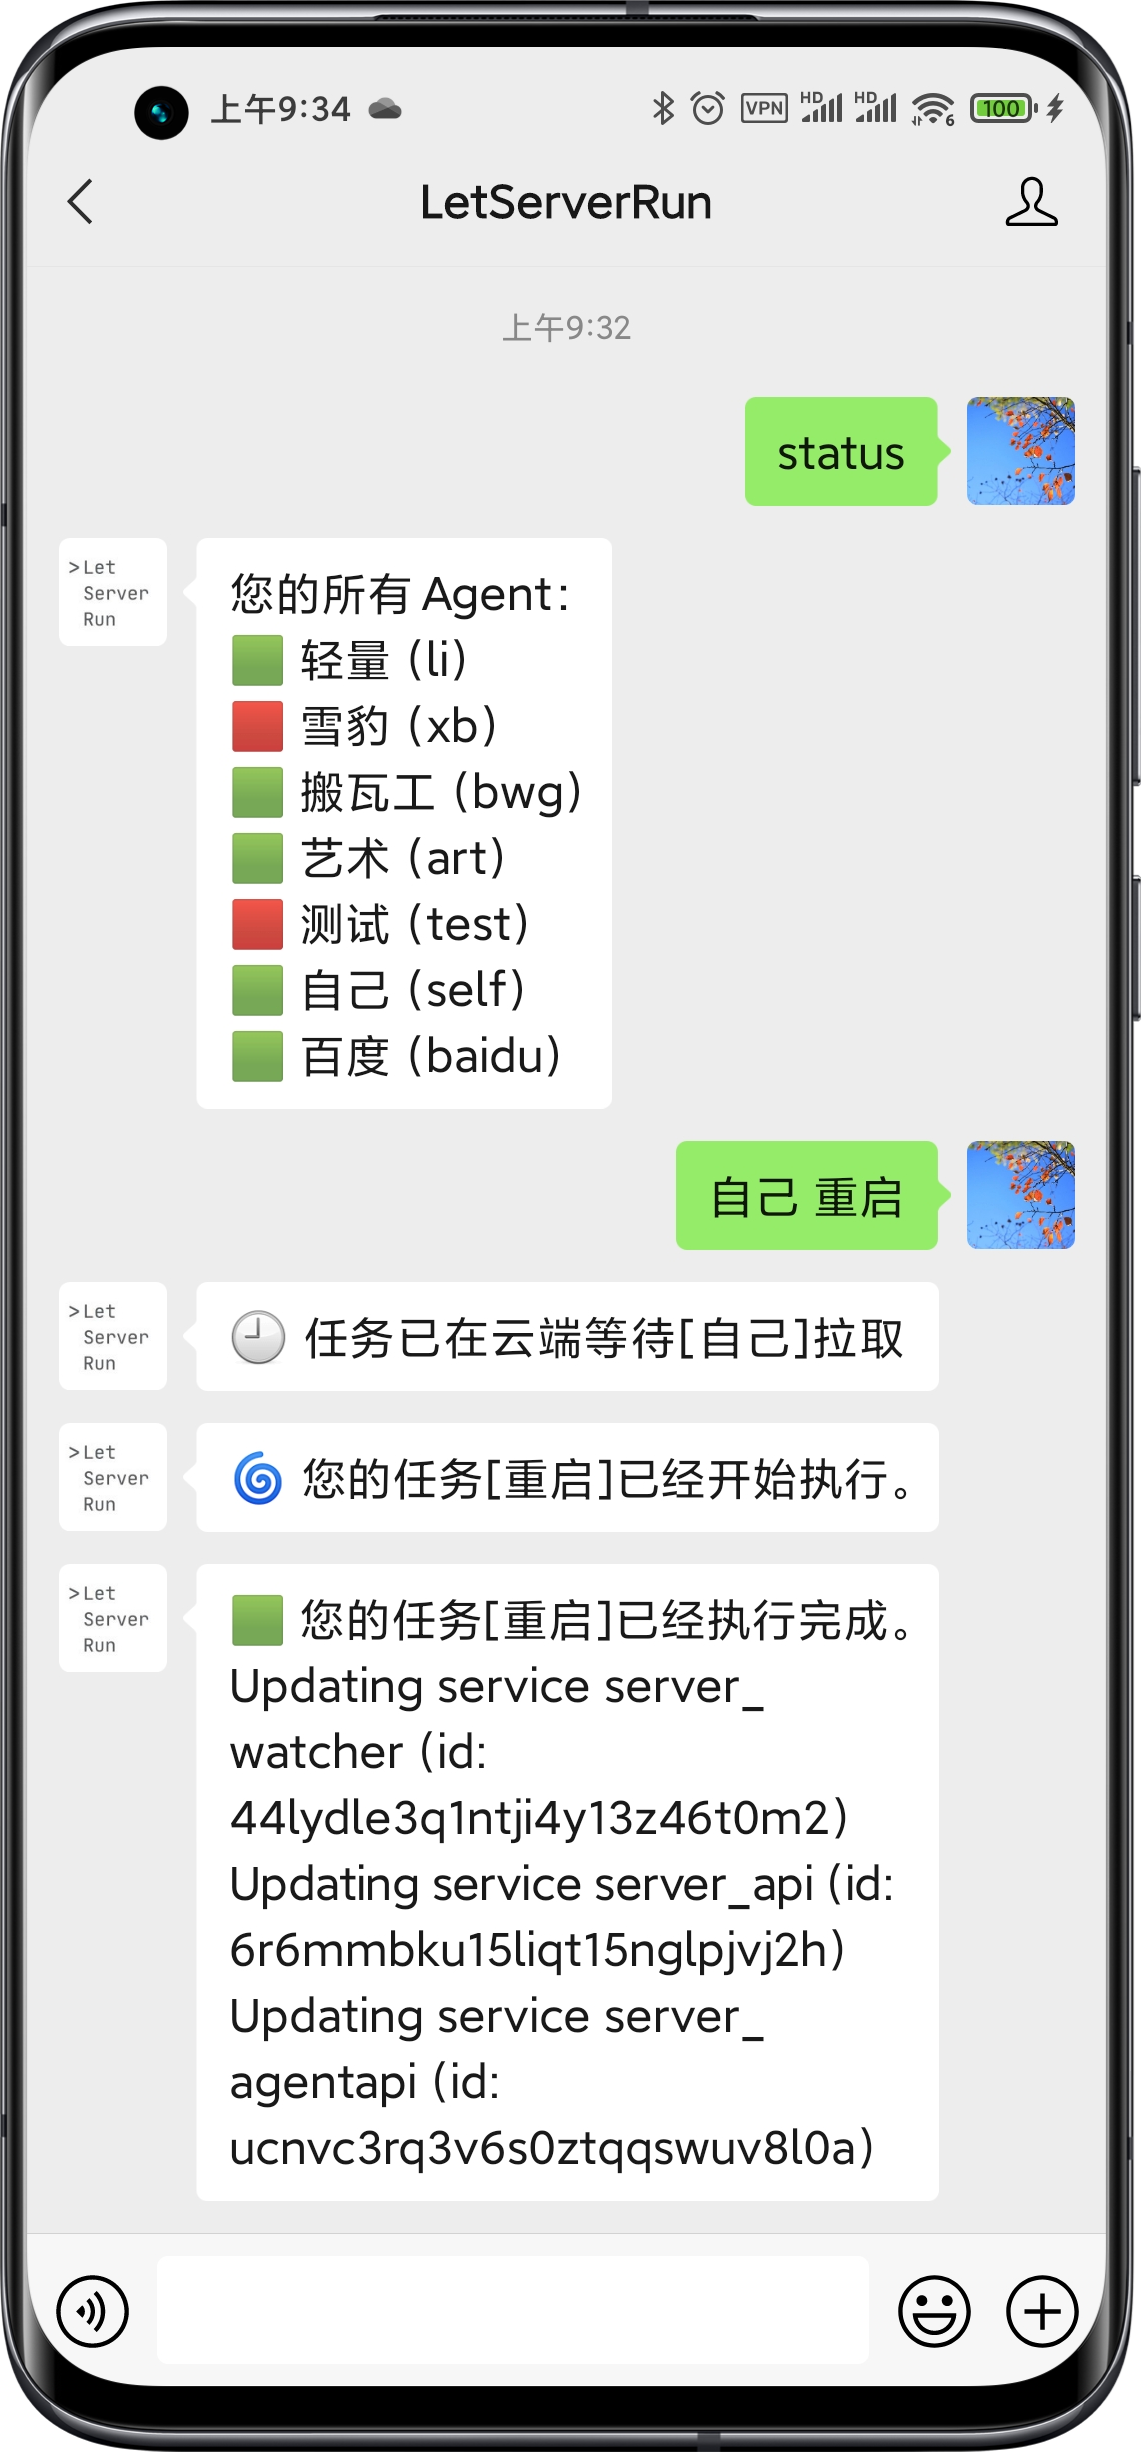 上午9:34
VPN
HD
HD
6
100
LetServerRun
上午9:32
status
>Let
Server
Run
您的所有 Agent:
轻量 (li)
雪豹 (xb)
搬瓦工 (bwg)
艺术 (art)
测试 (test)
自己 (self)
百度 (baidu)
自己 重启
>Let
Server
Run
任务已在云端等待[自己]拉取
>Let
Server
Run
您的任务[重启]已经开始执行。
>Let
Server
Run
您的任务[重启]已经执行完成。
Updating service server_
watcher (id:
44lydle3q1ntji4y13z46t0m2)
Updating service server_api (id:
6r6mmbku15liqt15nglpjvj2h)
Updating service server_
agentapi (id:
ucnvc3rq3v6s0ztqqswuv8l0a)